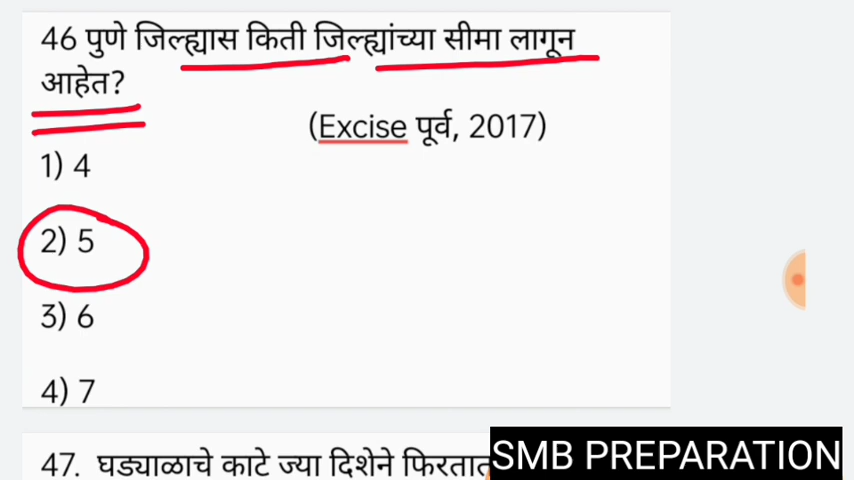 46 पुणे जिल्ह्यास किती जिल्ह्यांच्या सीमा लागून
आहेत?
(Excise पूर्व, 2017)
1) 4
2) 5
3) 6
4) 7
47. घड्याळाचे काटे ज्या दिशेने फिरतात
SMB PREPARATION